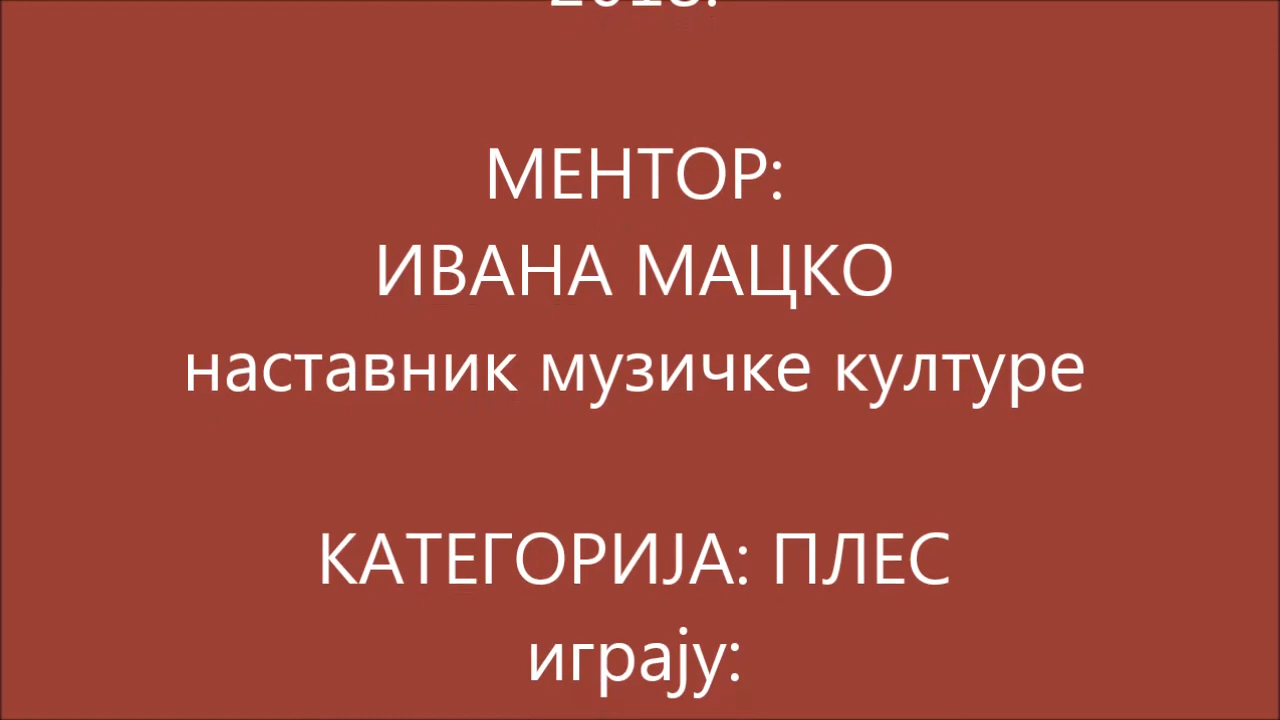 МЕНТОР:
ИВАНА МАЦКО
наставник музичке културе
КАТЕГОРИЈА: ПЛЕС
играју: